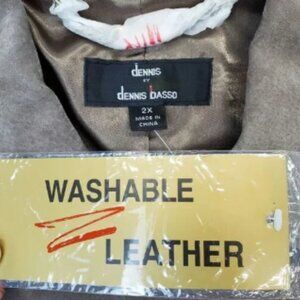 dennis
BY
dennis basso
2X
MADE IN
CHINA
WASHABLE
LEATHER